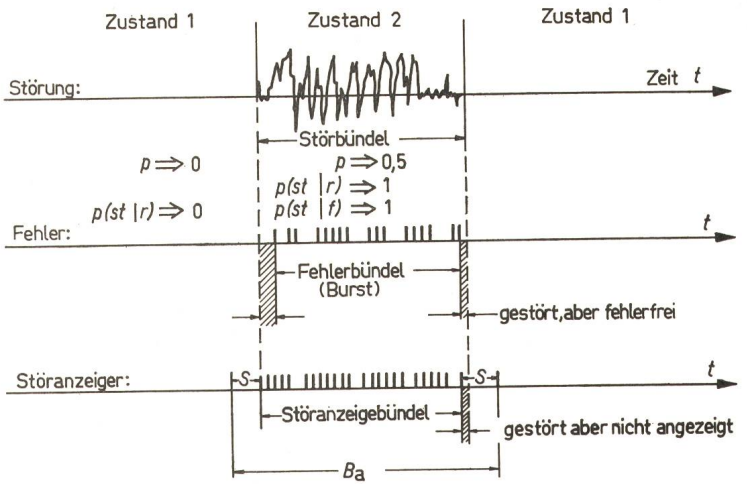 Zustand 1 Zustand 2 Zustand 1
Störung: Zeit t
Störbündel
p ⇒ 0 p ⇒ 0,5
p(st | r) ⇒ 1
p(st | r) ⇒ 0 p(st | f) ⇒ 1
Fehler: t
Fehlerbündel
(Burst)
gestört, aber fehlerfrei
Störanzeiger: S S t
Störanzeigebündel
gestört aber nicht angezeigt
Ba